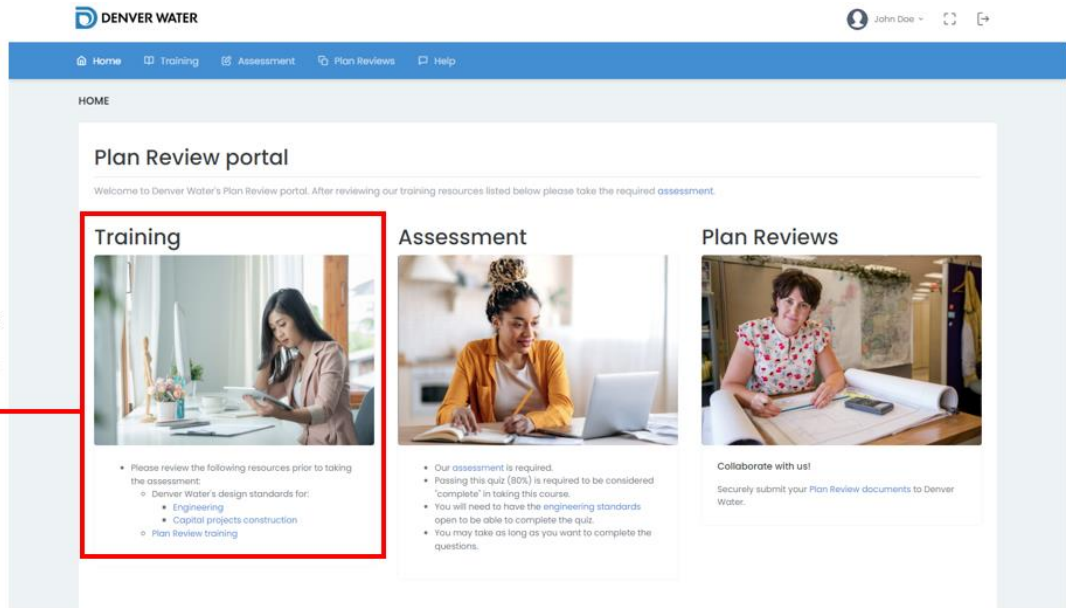 DENVER WATER
John Doe
Home Training Assessment Plan Reviews Help
HOME
Plan Review portal
Welcome to Denver Water's Plan Review portal. After reviewing our training resources listed below please take the required assessment.
Training
Please review the following resources prior to taking
the assessment:
Denver Water's design standards for:
Engineering
Capital projects construction
Plan Review training
Assessment
Our assessment is required.
Passing this quiz (80%) is required to be considered
"complete" in taking this course.
You will need to have the engineering standards
open to be able to complete the quiz.
You may take as long as you want to complete the
questions.
Plan Reviews
Collaborate with us!
Securely submit your Plan Review documents to Denver
Water.